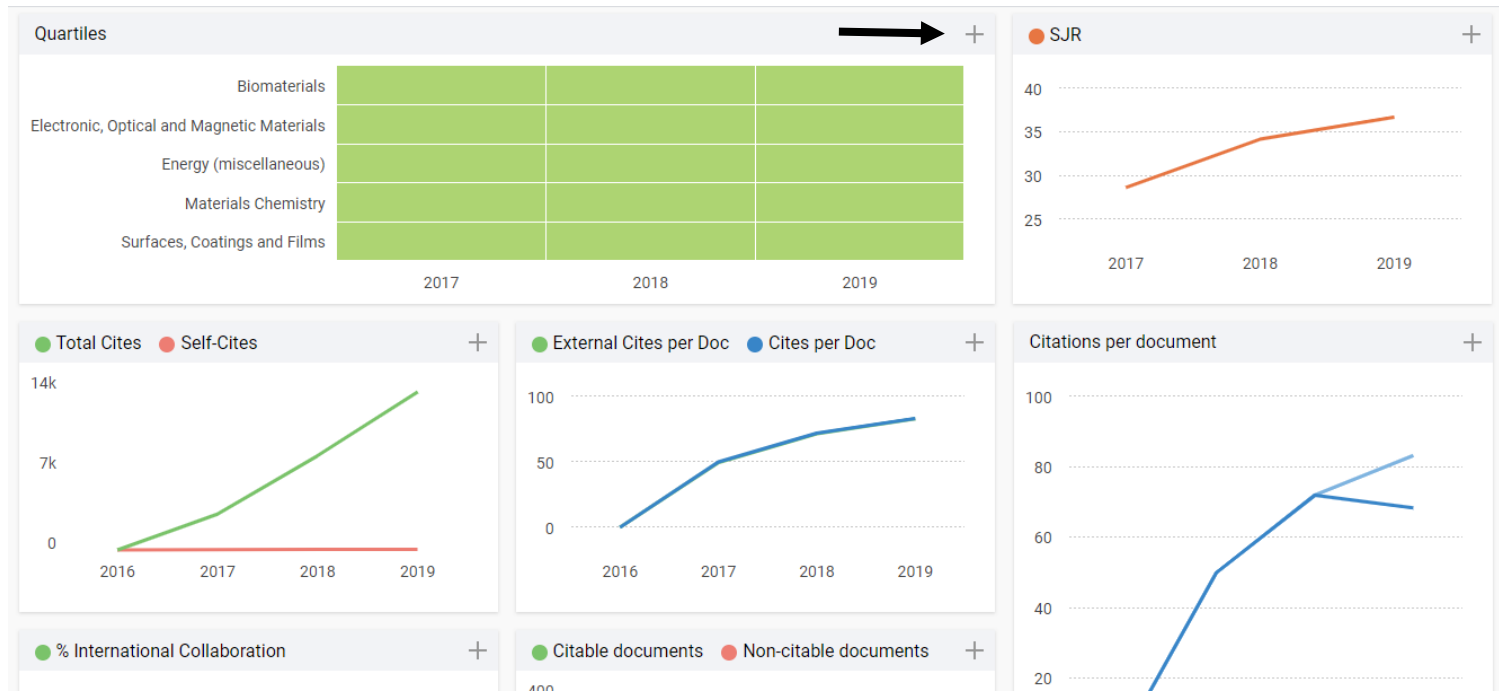 Quartiles
Biomaterials
Electronic, Optical and Magnetic Materials
Energy (miscellaneous)
Materials Chemistry
Surfaces, Coatings and Films
2017 2018 2019
SJR
40
35
30
25
2017 2018 2019
Total Cites Self-Cites
14k
7k
0
2016 2017 2018 2019
External Cites per Doc Cites per Doc
100
50
0
2016 2017 2018 2019
Citations per document
100
80
60
40
20
% International Collaboration
Citable documents Non-citable documents
400